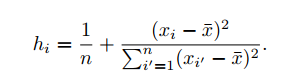 h_i = \frac{1}{n} + \frac{(x_i - \bar{x})^2}{\sum_{i'=1}^{n} (x_{i'} - \bar{x})^2}.